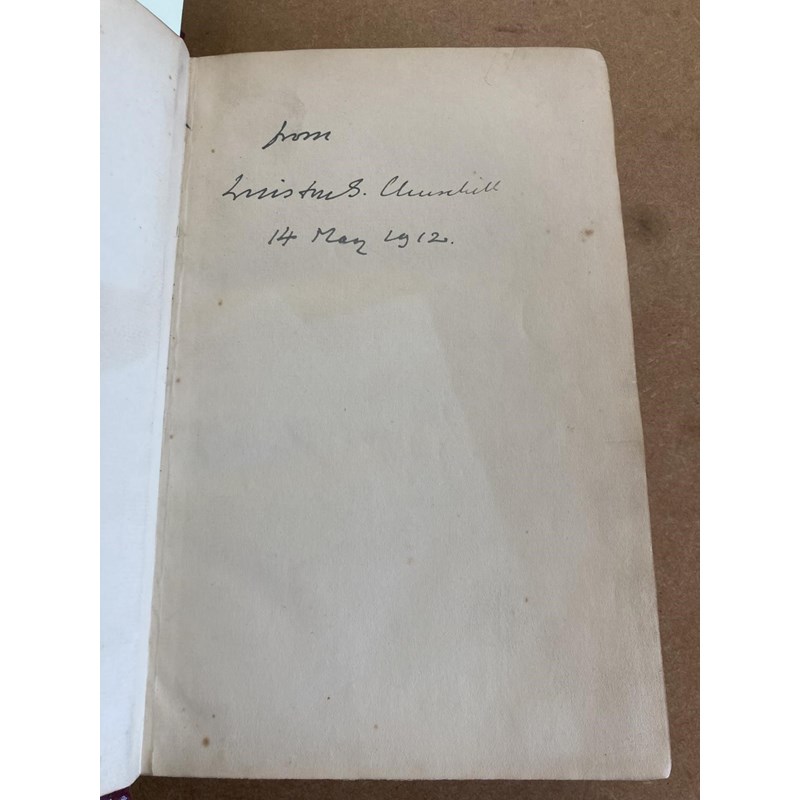 from
Winston S. Churchill
14 May 1912.